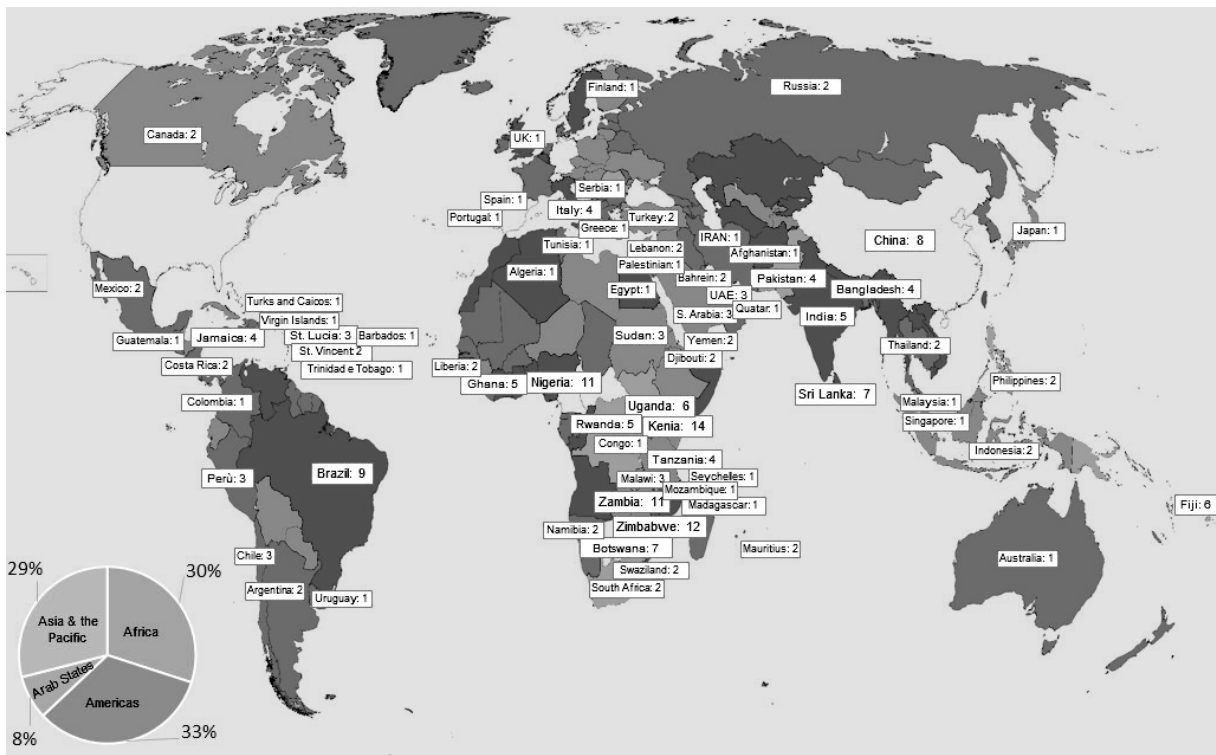 Finland: 1
Russia: 2
Canada: 2
UK: 1
Serbia: 1
Spain: 1
Italy: 4
Portugal: 1
Turkey: 2
Greece: 1
Japan: 1
IRAN: 1
China: 8
Tunisia: 1
Lebanon: 2
Afghanistan: 1
Palestinian: 1
Algeria: 1
Bahrein: 2
Pakistan: 4
Mexico: 2
Egypt: 1
UAE: 3
Bangladesh: 4
Turks and Caicos: 1
Quatar: 1
S. Arabia: 3
India: 5
Virgin Islands: 1
Sudan: 3
St. Lucia: 3
Barbados: 1
Jamaica: 4
Guatemala: 1
Yemen: 2
Thailand: 2
St. Vincent: 2
Djibouti: 2
Costa Rica: 2
Liberia: 2
Trinidad e Tobago: 1
Ghana: 5
Nigeria: 11
Philippines: 2
Sri Lanka: 7
Colombia: 1
Uganda: 6
Malaysia: 1
Singapore: 1
Rwanda: 5
Kenia: 14
Congo: 1
Indonesia: 2
Tanzania: 4
Brazil: 9
Perù: 3
Malawi: 3
Seychelles: 1
Mozambique: 1
Zambia: 11
Madagascar: 1
Fiji: 6
Namibia: 2
Zimbabwe: 12
Botswana: 7
Mauritius: 2
Chile: 3
Australia: 1
Swaziland: 2
Argentina: 2
South Africa: 2
Uruguay: 1
29%
30%
Asia & the
Pacific
Africa
Arab States
Americas
8%
33%